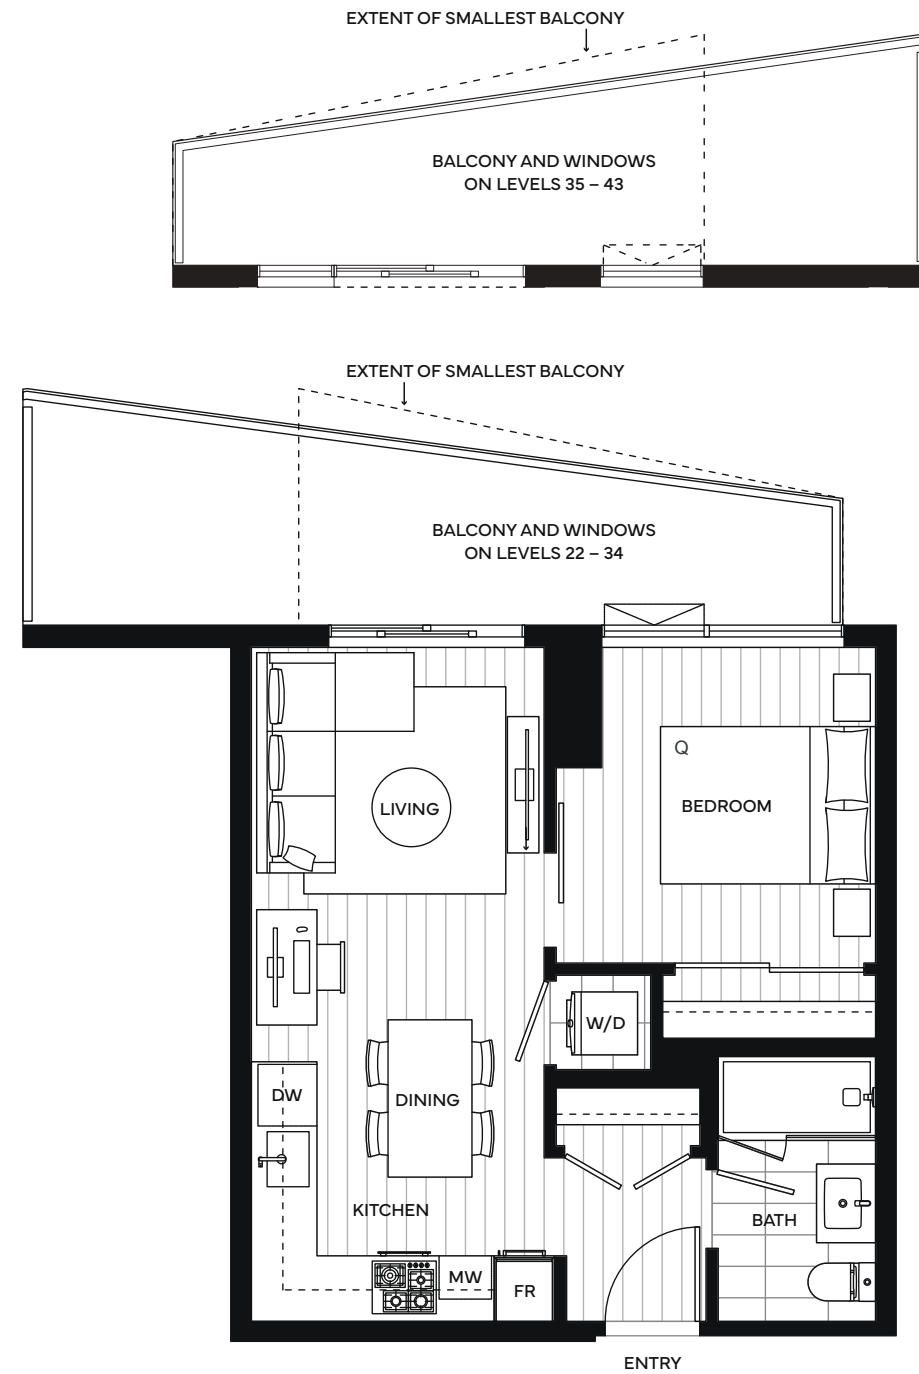 EXTENT OF SMALLEST BALCONY
BALCONY AND WINDOWS
ON LEVELS 35 – 43
EXTENT OF SMALLEST BALCONY
BALCONY AND WINDOWS
ON LEVELS 22 – 34
Q
BEDROOM
LIVING
W/D
DW
DINING
KITCHEN
BATH
MW
FR
ENTRY